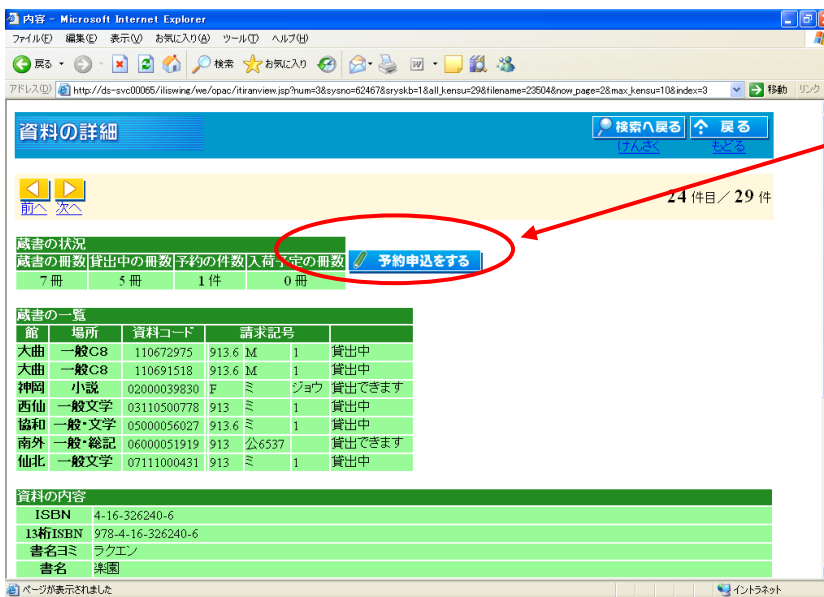 内容 - Microsoft Internet Explorer
ファイル(F) 編集(E) 表示(V) お気に入り(A) ツール(T) ヘルプ(H)
戻る 検索 お気に入り
アドレス(D) http://ds-svc00065/iliswing/we/opac/itiranview.jsp?num=3&sysno=62467&sryskb=1&all_kensu=29&filename=23504&now_page=2&max_kensu=10&index=3 移動 リンク
資料の詳細 検索へ戻る 戻る
けんさく もどる
前へ 次へ 24 件目／ 29 件
蔵書の状況
蔵書の冊数 貸出中の冊数 予約の件数 入荷予定の冊数 予約申込をする
7 冊 5 冊 1 件 0 冊
蔵書の一覧
館 場所 資料コード 請求記号
大曲 一般C8 110672975 913.6 M 1 貸出中
大曲 一般C8 110691518 913.6 M 1 貸出中
神岡 小説 02000039830 F ミ ジョウ 貸出できます
西仙 一般文学 03110500778 913 ミ 1 貸出中
協和 一般・文学 05000056027 913.6 ミ 1 貸出中
南外 一般・総記 06000051919 913 公6537 貸出できます
仙北 一般文学 07111000431 913 ミ 1 貸出中
資料の内容
ISBN 4-16-326240-6
13桁ISBN 978-4-16-326240-6
書名ヨミ ラクエン
書名 楽園
ページが表示されました イントラネット